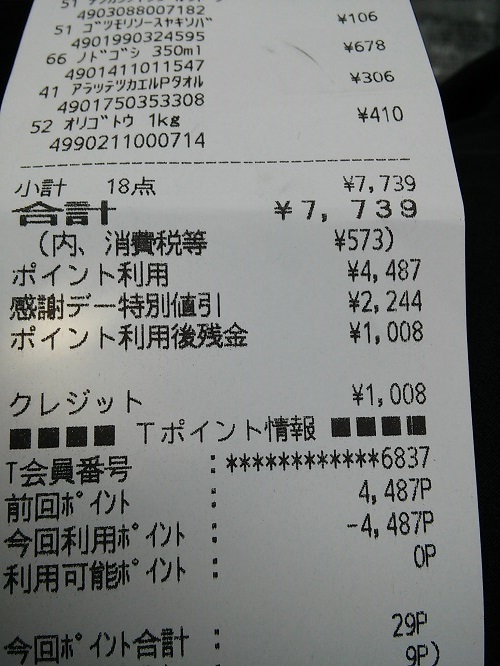 4903088007182
51 ゴツモリソースヤキソバ ¥106
4901990324595
66 ノドゴシ 350ml ¥678
4901411011547
41 アラッテツカエルPタオル ¥306
4901750353308
52 オリゴトウ 1kg ¥410
4990211000714
小計 18点 ¥7,739
合計 ¥7,739
(内、消費税等 ¥573)
ポイント利用 ¥4,487
感謝デー特別値引 ¥2,244
ポイント利用後残金 ¥1,008
クレジット ¥1,008
■■■■ Tポイント情報 ■■■■
T会員番号 : ************6837
前回ポイント : 4,487P
今回利用ポイント : -4,487P
利用可能ポイント : 0P
今回ポイント合計 : 29P
9P)